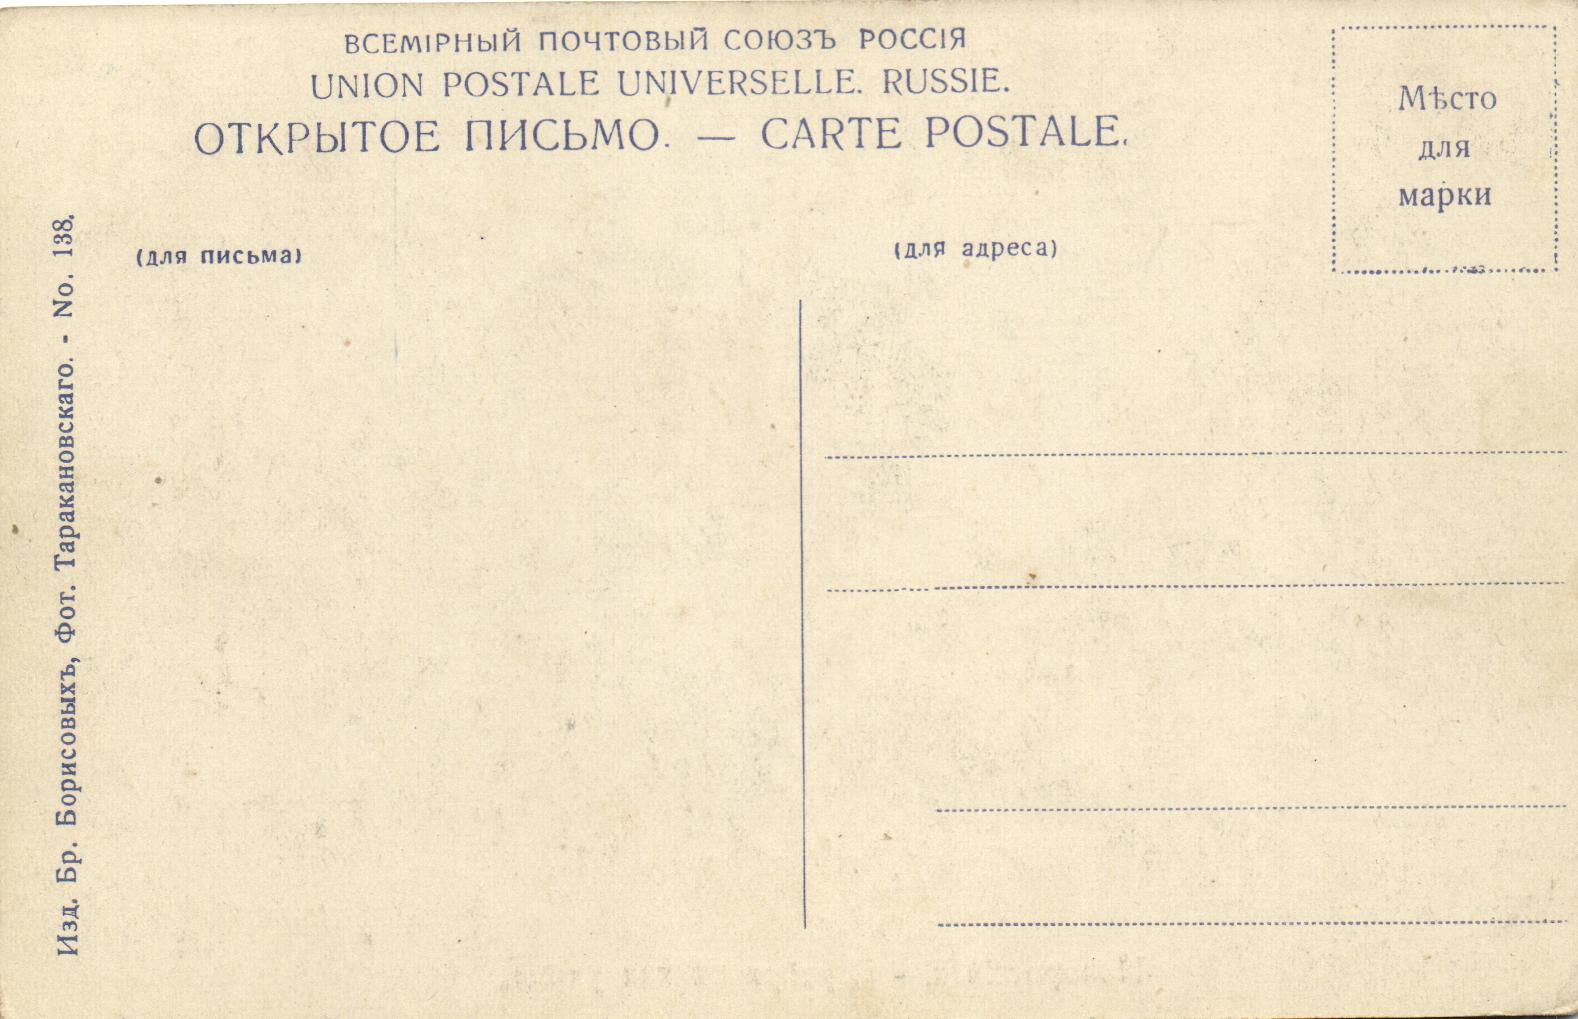 ВСЕМІРНЫЙ ПОЧТОВЫЙ СОЮЗЪ РОССІЯ
UNION POSTALE UNIVERSELLE. RUSSIE.
ОТКРЫТОЕ ПИСЬМО. — CARTE POSTALE.
Мѣсто
для
марки
(для письма)
(для адреса)
Изд. Бр. Борисовыхъ, Фот. Таракановскаго. - No. 138.